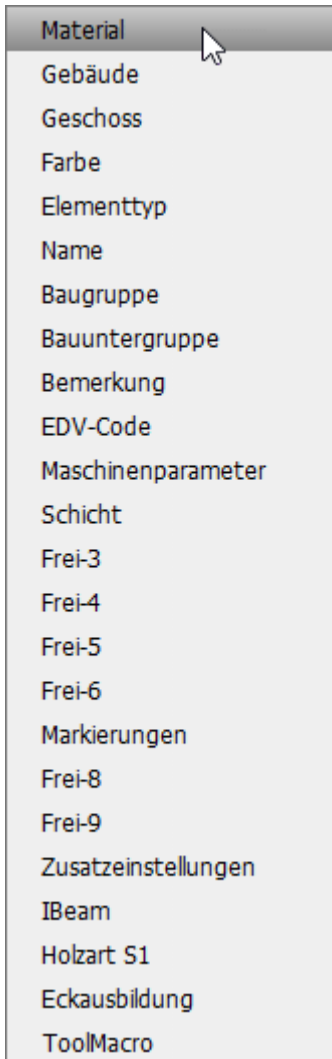 Material
Gebäude
Geschoss
Farbe
Elementtyp
Name
Baugruppe
Bauuntergruppe
Bemerkung
EDV-Code
Maschinenparameter
Schicht
Frei-3
Frei-4
Frei-5
Frei-6
Markierungen
Frei-8
Frei-9
Zusatzeinstellungen
IBeam
Holzart S1
Eckausbildung
ToolMacro